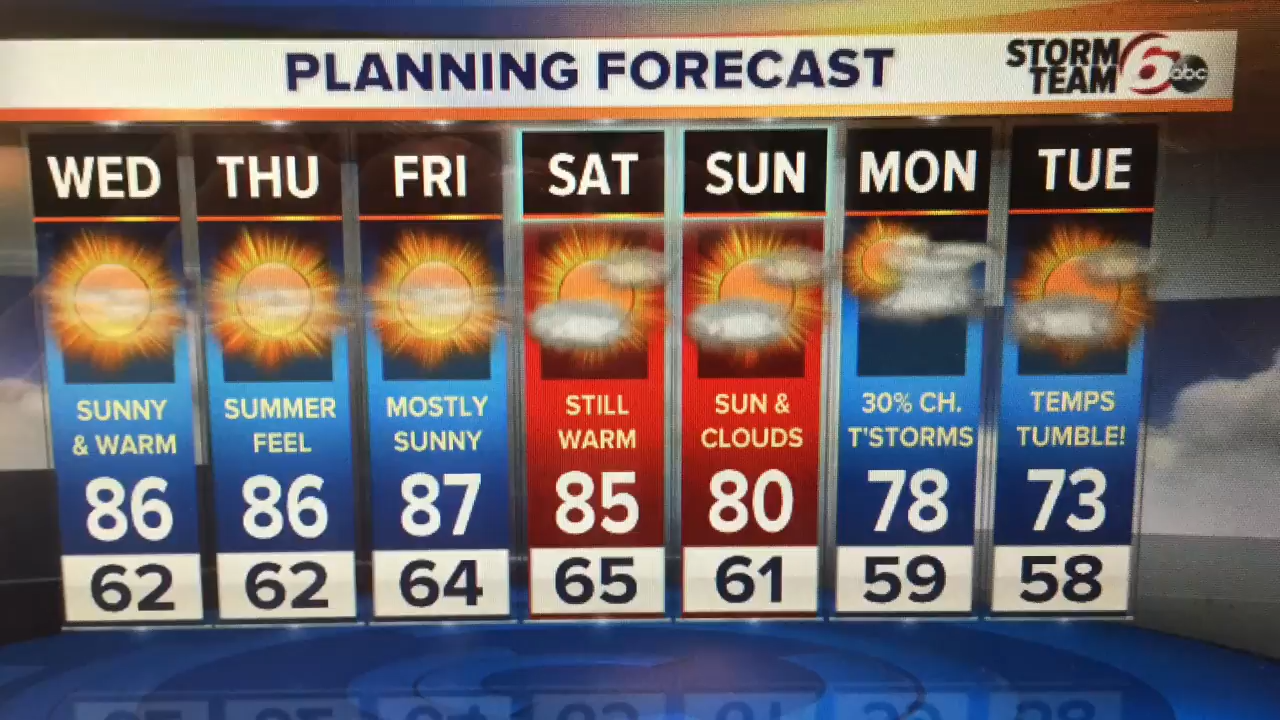 PLANNING FORECAST
STORM
TEAM 6 abc
WED THU FRI SAT SUN MON TUE
SUNNY
& WARM
SUMMER
FEEL
MOSTLY
SUNNY
STILL
WARM
SUN &
CLOUDS
30% CH.
T'STORMS
TEMPS
TUMBLE!
86 86 87 85 80 78 73
62 62 64 65 61 59 58